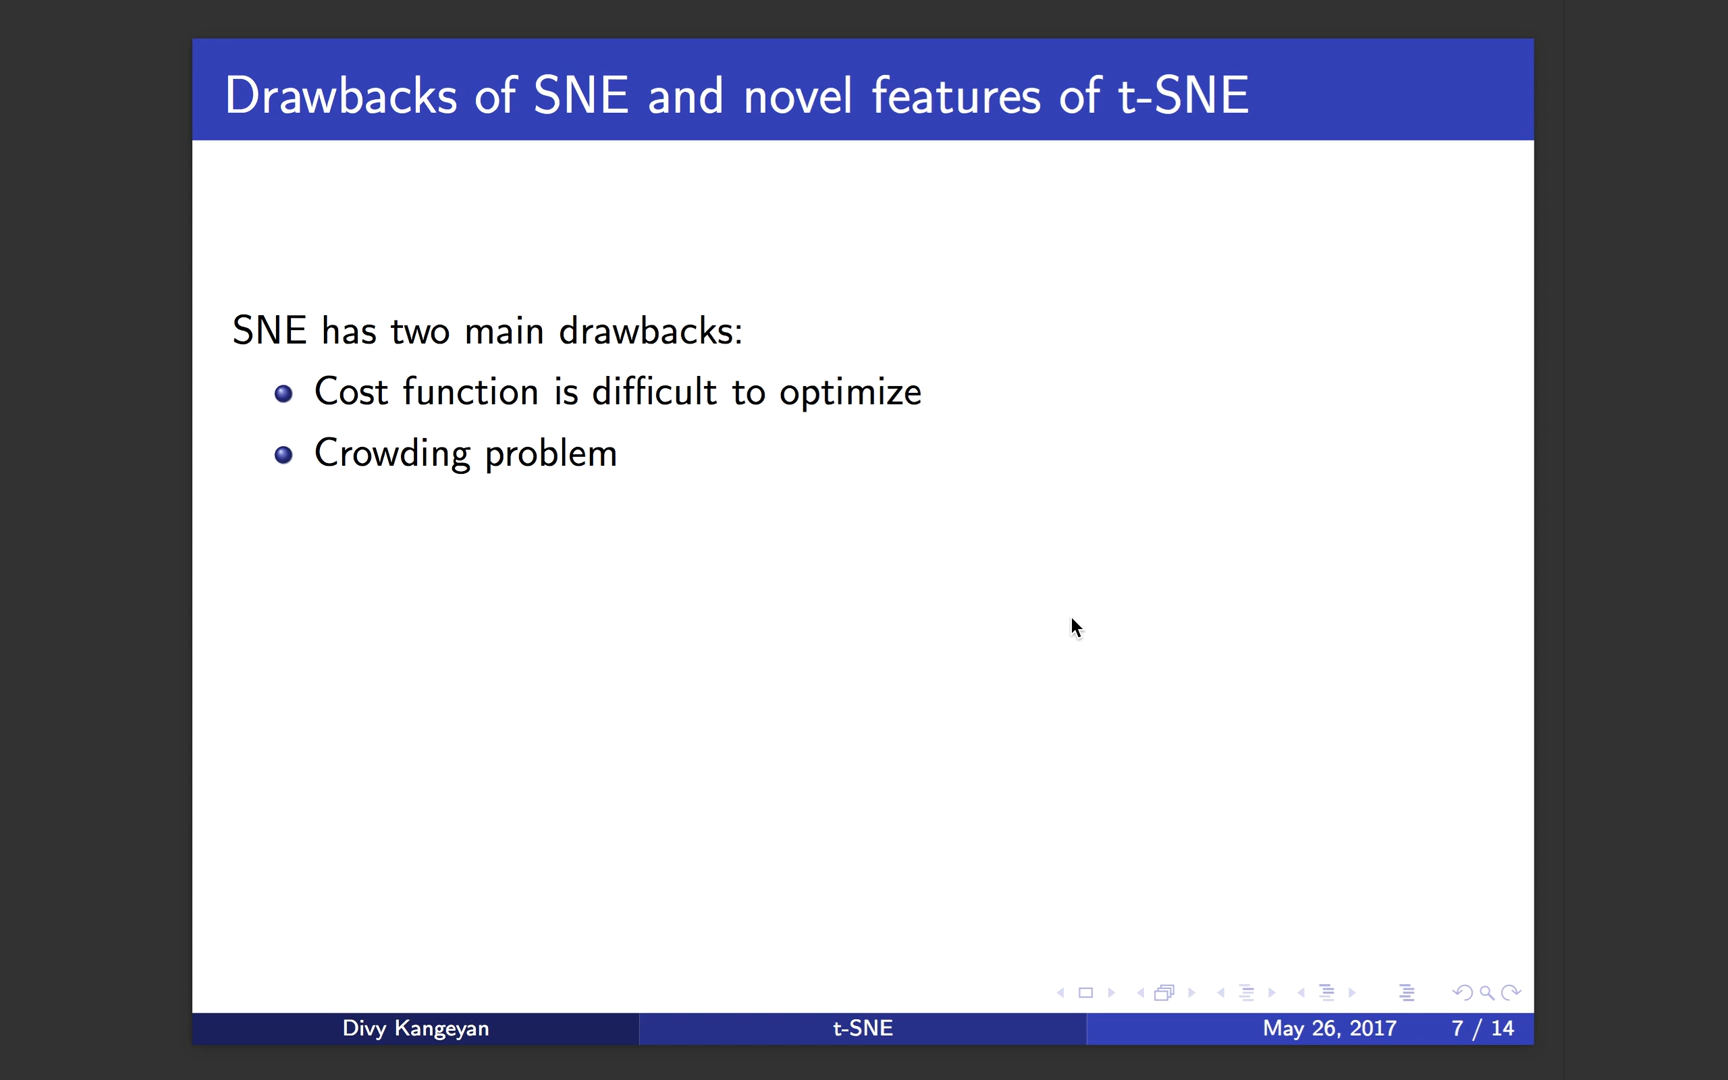 Drawbacks of SNE and novel features of t-SNE
SNE has two main drawbacks:
Cost function is difficult to optimize
Crowding problem
Divy Kangeyan
t-SNE
May 26, 2017
7 / 14